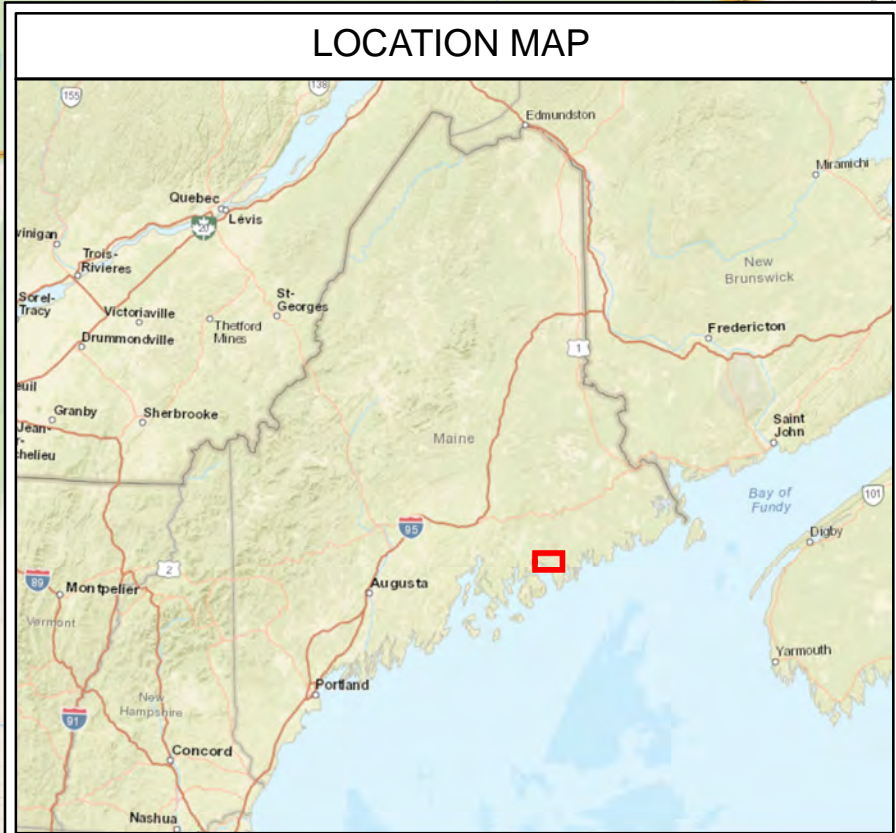 LOCATION MAP
138
155
Edmundston
Miramichi
Quebec
Lévis
20
vinigan
Trois-
Rivieres
New
Brunswick
Sorel-
Tracy
Victoriaville
Thetford
Mines
St-
Georges
Fredericton
Drummondville
1
euil
Granby
Sherbrooke
Saint
John
Jean-
r-
chelieu
Maine
Bay of
Fundy
101
95
Digby
2
89
Montpelier
Augusta
Vermont
Yarmouth
Portland
New
Hampshire
91
Concord
Nashua